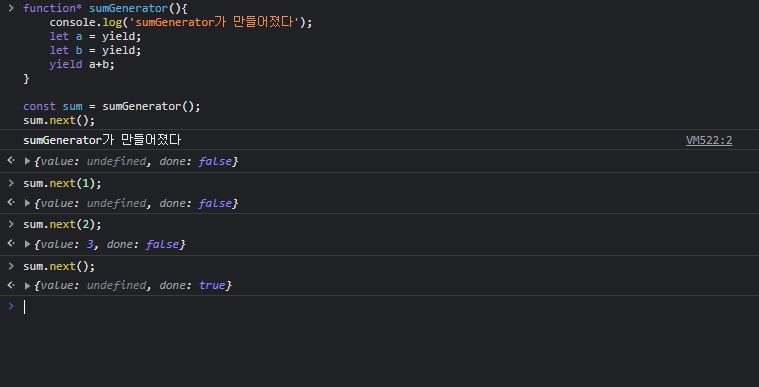 function* sumGenerator(){
    console.log('sumGenerator가 만들어졌다');
    let a = yield;
    let b = yield;
    yield a+b;
}

const sum = sumGenerator();
sum.next();
sumGenerator가 만들어졌다 VM522:2
{value: undefined, done: false}
sum.next(1);
{value: undefined, done: false}
sum.next(2);
{value: 3, done: false}
sum.next();
{value: undefined, done: true}